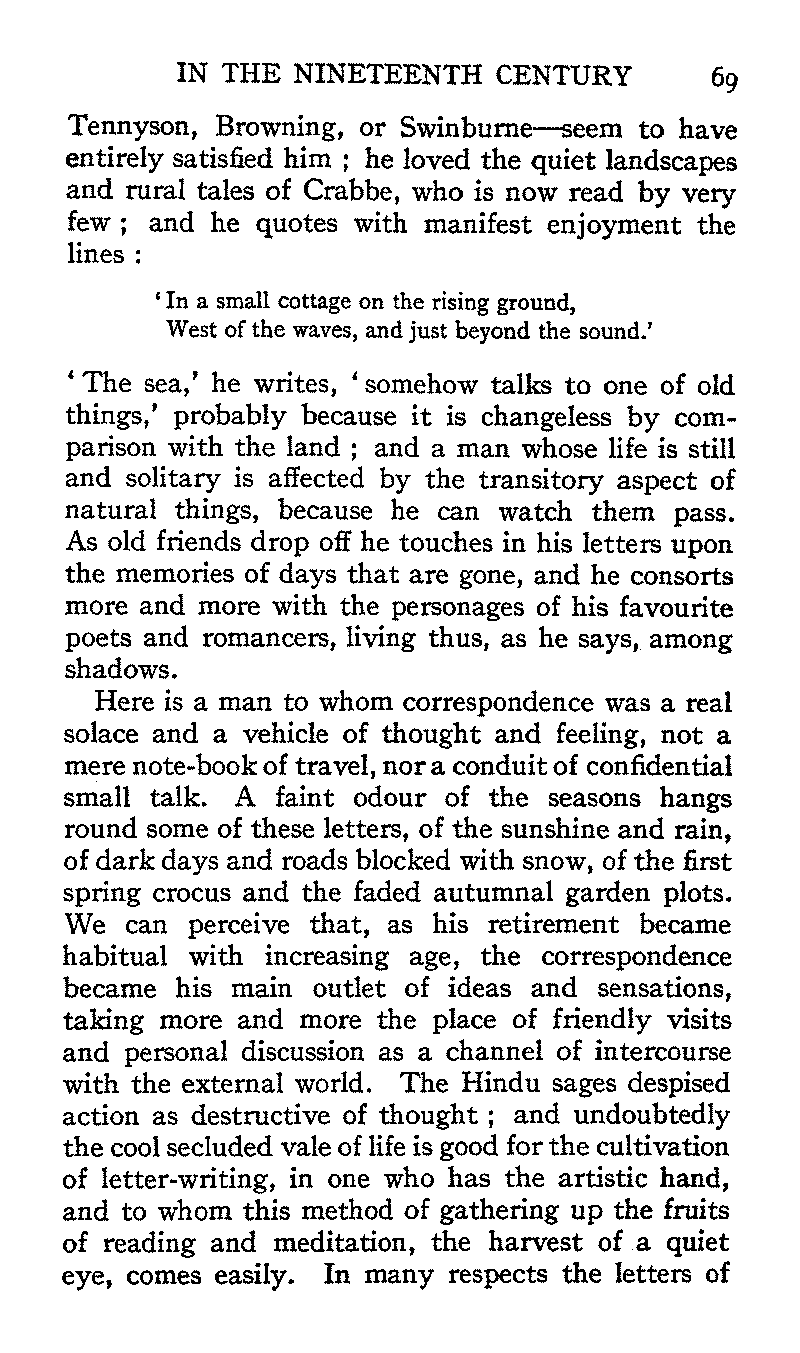 IN THE NINETEENTH CENTURY 69
Tennyson, Browning, or Swinburne—seem to have
entirely satisfied him ; he loved the quiet landscapes
and rural tales of Crabbe, who is now read by very
few ; and he quotes with manifest enjoyment the
lines :
‘ In a small cottage on the rising ground,
West of the waves, and just beyond the sound.’
‘ The sea,’ he writes, ‘ somehow talks to one of old
things,’ probably because it is changeless by com-
parison with the land ; and a man whose life is still
and solitary is affected by the transitory aspect of
natural things, because he can watch them pass.
As old friends drop off he touches in his letters upon
the memories of days that are gone, and he consorts
more and more with the personages of his favourite
poets and romancers, living thus, as he says, among
shadows.
Here is a man to whom correspondence was a real
solace and a vehicle of thought and feeling, not a
mere note-book of travel, nor a conduit of confidential
small talk. A faint odour of the seasons hangs
round some of these letters, of the sunshine and rain,
of dark days and roads blocked with snow, of the first
spring crocus and the faded autumnal garden plots.
We can perceive that, as his retirement became
habitual with increasing age, the correspondence
became his main outlet of ideas and sensations,
taking more and more the place of friendly visits
and personal discussion as a channel of intercourse
with the external world. The Hindu sages despised
action as destructive of thought ; and undoubtedly
the cool secluded vale of life is good for the cultivation
of letter-writing, in one who has the artistic hand,
and to whom this method of gathering up the fruits
of reading and meditation, the harvest of a quiet
eye, comes easily. In many respects the letters of